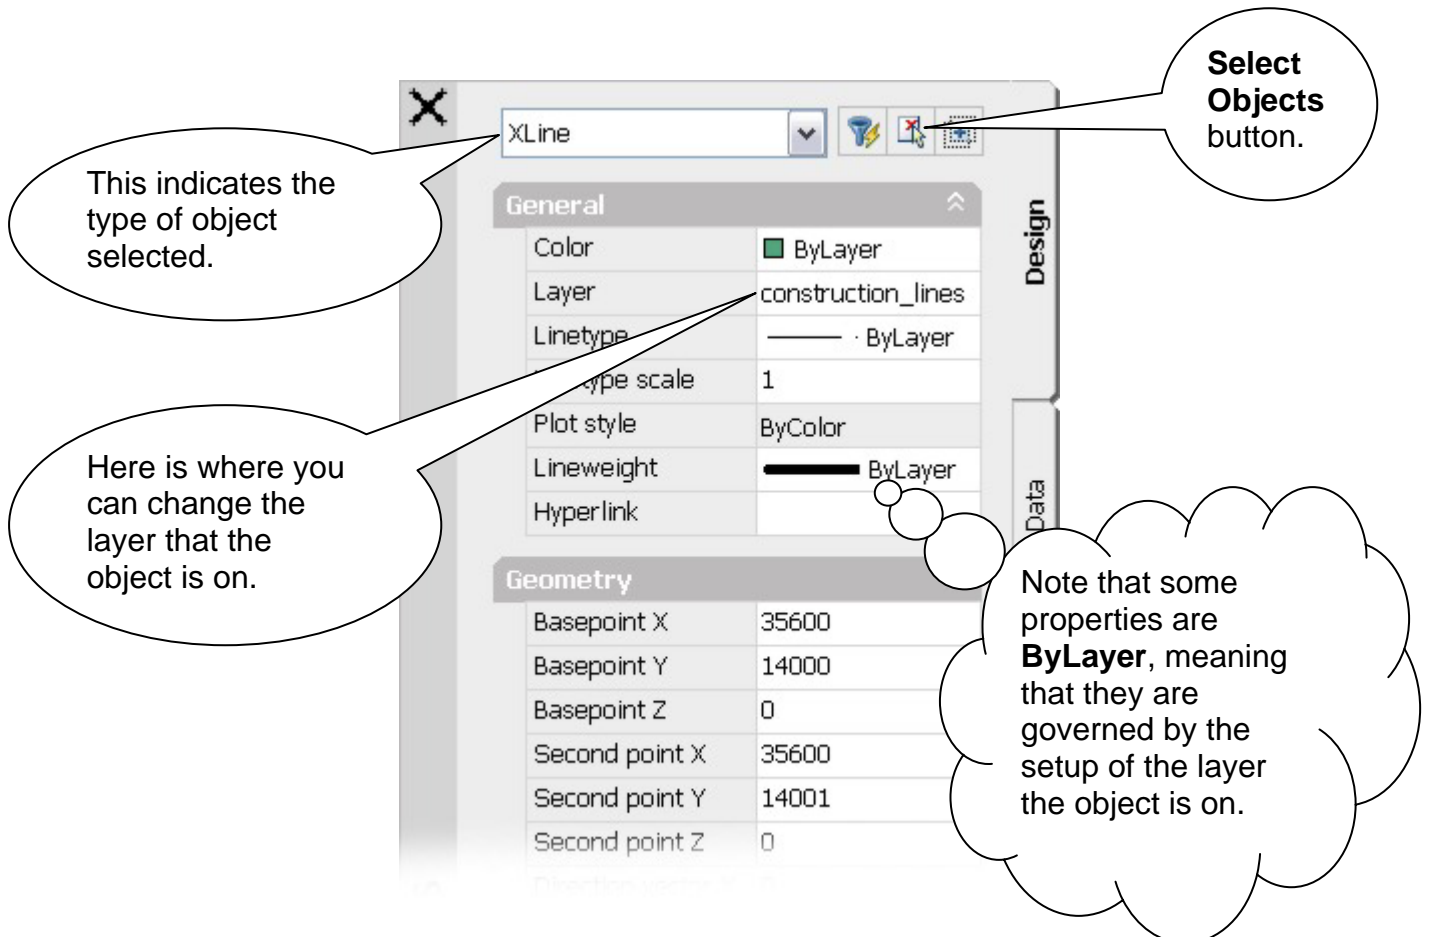 Select
Objects
button.
XLine
This indicates the
type of object
selected.
General
Color ByLayer
Layer construction_lines
Linetype ByLayer
type scale 1
Plot style ByColor
Lineweight ByLayer
Hyperlink
Design
Data
Here is where you
can change the
layer that the
object is on.
Geometry
Basepoint X 35600
Basepoint Y 14000
Basepoint Z 0
Second point X 35600
Second point Y 14001
Second point Z 0
Note that some
properties are
ByLayer, meaning
that they are
governed by the
setup of the layer
the object is on.